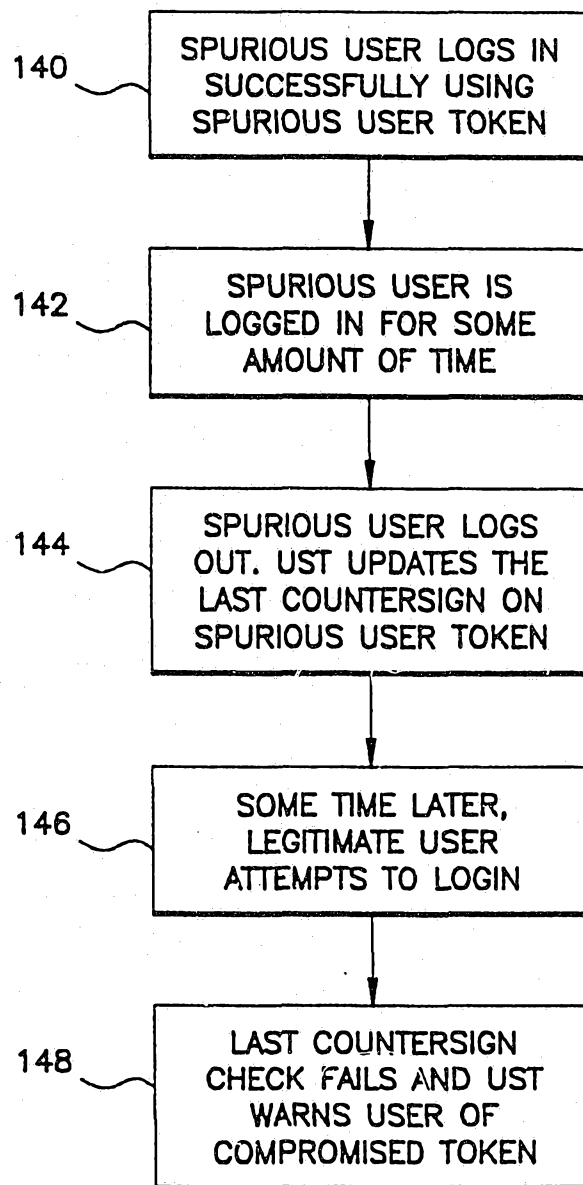 140
SPURIOUS USER LOGS IN
SUCCESSFULLY USING
SPURIOUS USER TOKEN
142
SPURIOUS USER IS
LOGGED IN FOR SOME
AMOUNT OF TIME
144
SPURIOUS USER LOGS
OUT. UST UPDATES THE
LAST COUNTERSIGN ON
SPURIOUS USER TOKEN
146
SOME TIME LATER,
LEGITIMATE USER
ATTEMPTS TO LOGIN
148
LAST COUNTERSIGN
CHECK FAILS AND UST
WARNS USER OF
COMPROMISED TOKEN